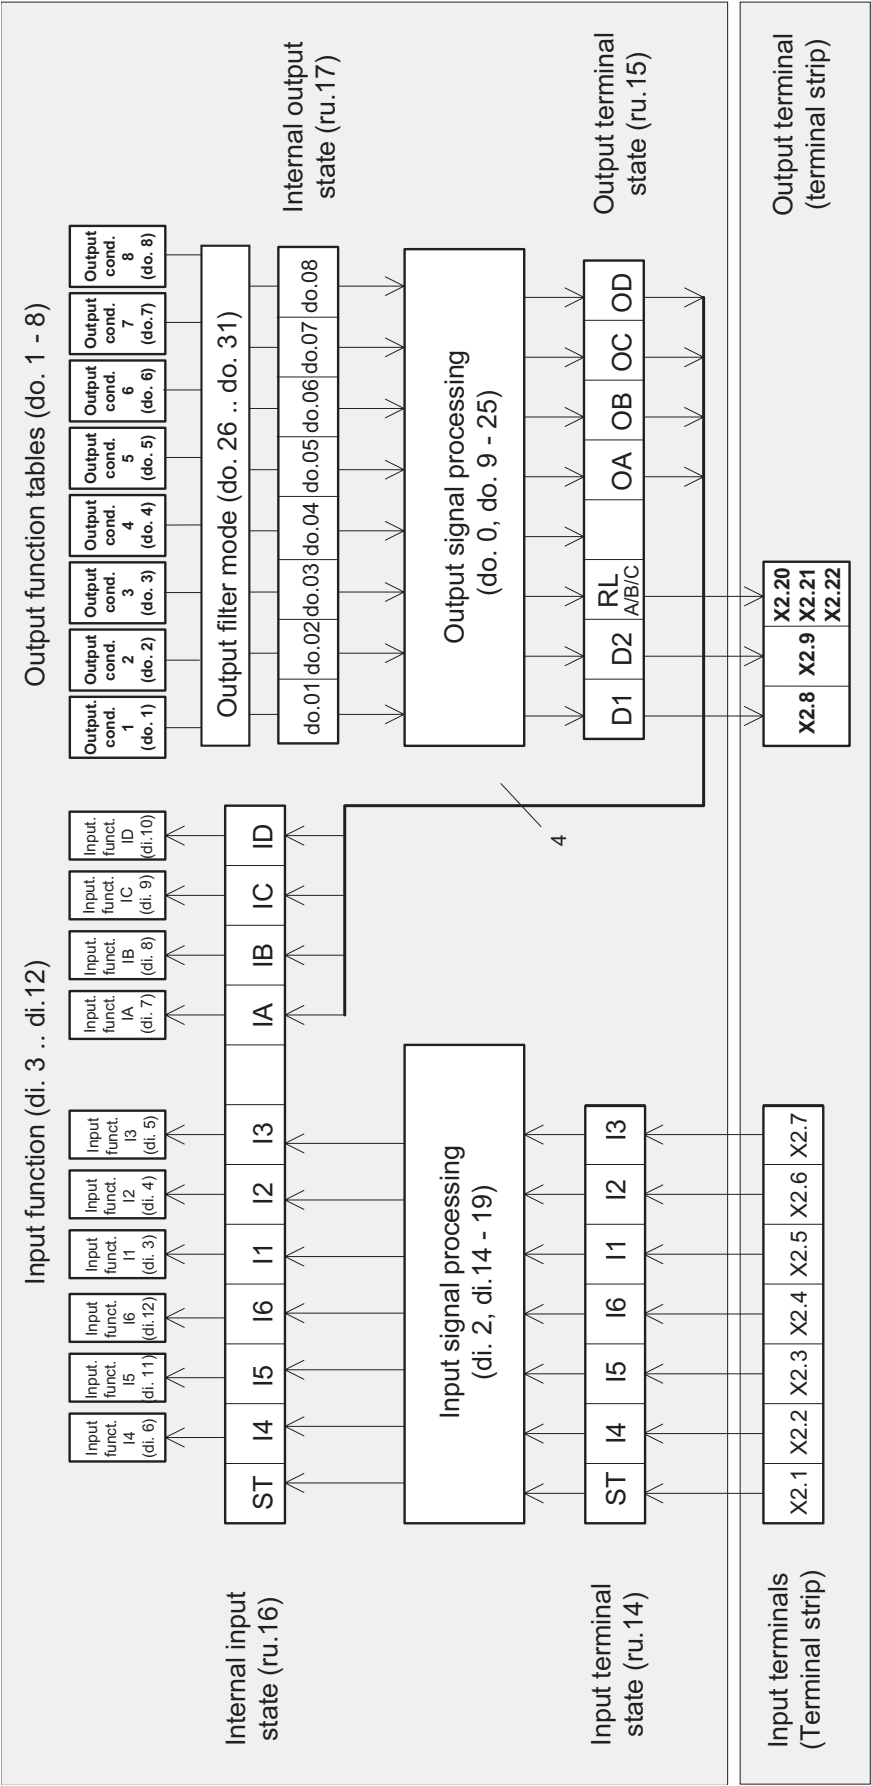 Input function (di. 3 .. di.12)
Output function tables (do. 1 - 8)
Input
funct.
I4
(di. 6)
Input.
funct.
I5
(di. 11)
Input
funct.
I6
(di.12)
Input
funct.
I1
(di. 3)
Input
funct.
I2
(di. 4)
Input
funct.
I3
(di. 5)
Input.
funct.
IA
(di. 7)
Input.
funct.
IB
(di. 8)
Input.
funct.
IC
(di. 9)
Input.
funct.
ID
(di.10)
Output.
cond.
1
(do. 1)
Output
cond.
2
(do. 2)
Output
cond.
3
(do. 3)
Output
cond.
4
(do. 4)
Output
cond.
5
(do. 5)
Output
cond.
6
(do. 6)
Output
cond.
7
(do.7)
Output
cond.
8
(do. 8)
Output filter mode (do. 26 .. do. 31)
Internal input
state (ru.16)
ST I4 I5 I6 I1 I2 I3 IA IB IC ID
do.01 do.02 do.03 do.04 do.05 do.06 do.07 do.08
Internal output
state (ru.17)
Input signal processing
(di. 2, di.14 - 19)
4
Output signal processing
(do. 0, do. 9 - 25)
Input terminal
state (ru.14)
ST I4 I5 I6 I1 I2 I3
D1 D2 RL OA OB OC OD
A/B/C
Output terminal
state (ru.15)
Input terminals
(Terminal strip)
X2.1 X2.2 X2.3 X2.4 X2.5 X2.6 X2.7
X2.8 X2.9
X2.20
X2.21
X2.22
Output terminal
(terminal strip)